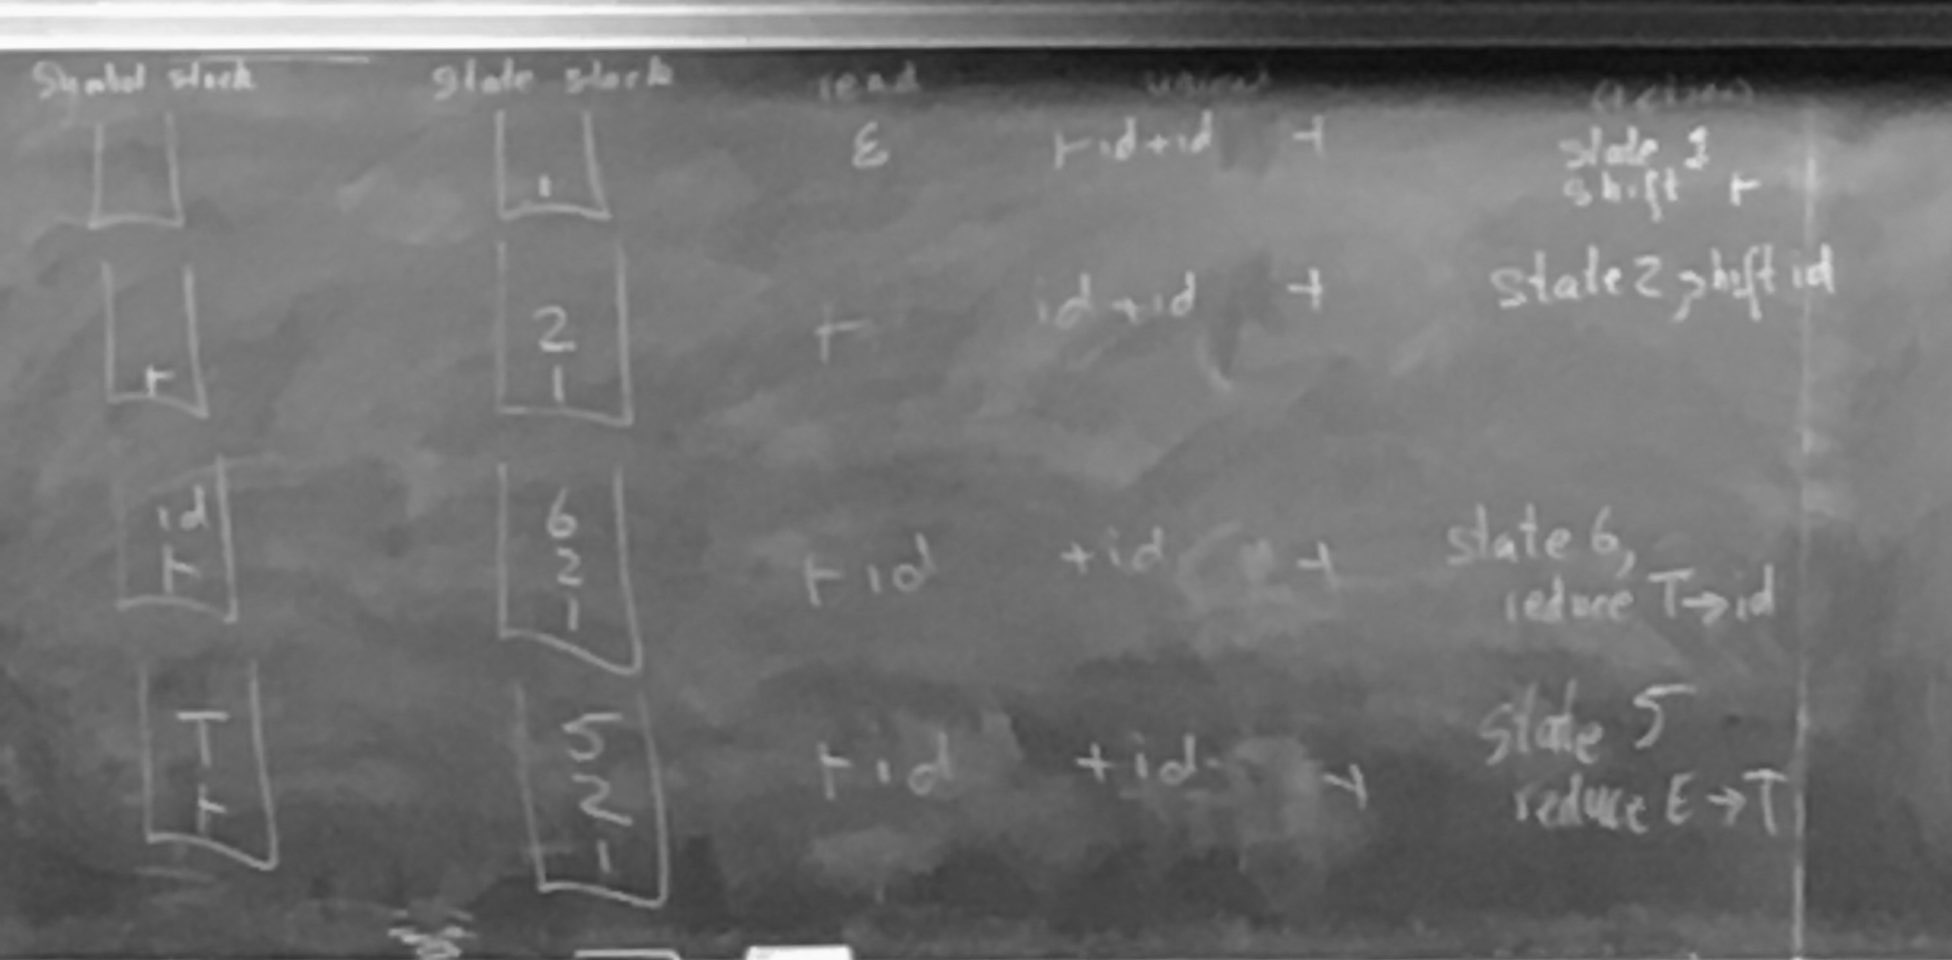 Symbol stack state stack read unread (action)
1 ε ⊢id+id ⊣ state 1
shift ⊢
⊢ 2 1 ⊢ id+id ⊣ state 2, shift id
id ⊢ 6 2 1 ⊢id +id ⊣ state 6,
reduce T→id
T ⊢ 5 2 1 ⊢id +id ⊣ state 5
reduce E→T